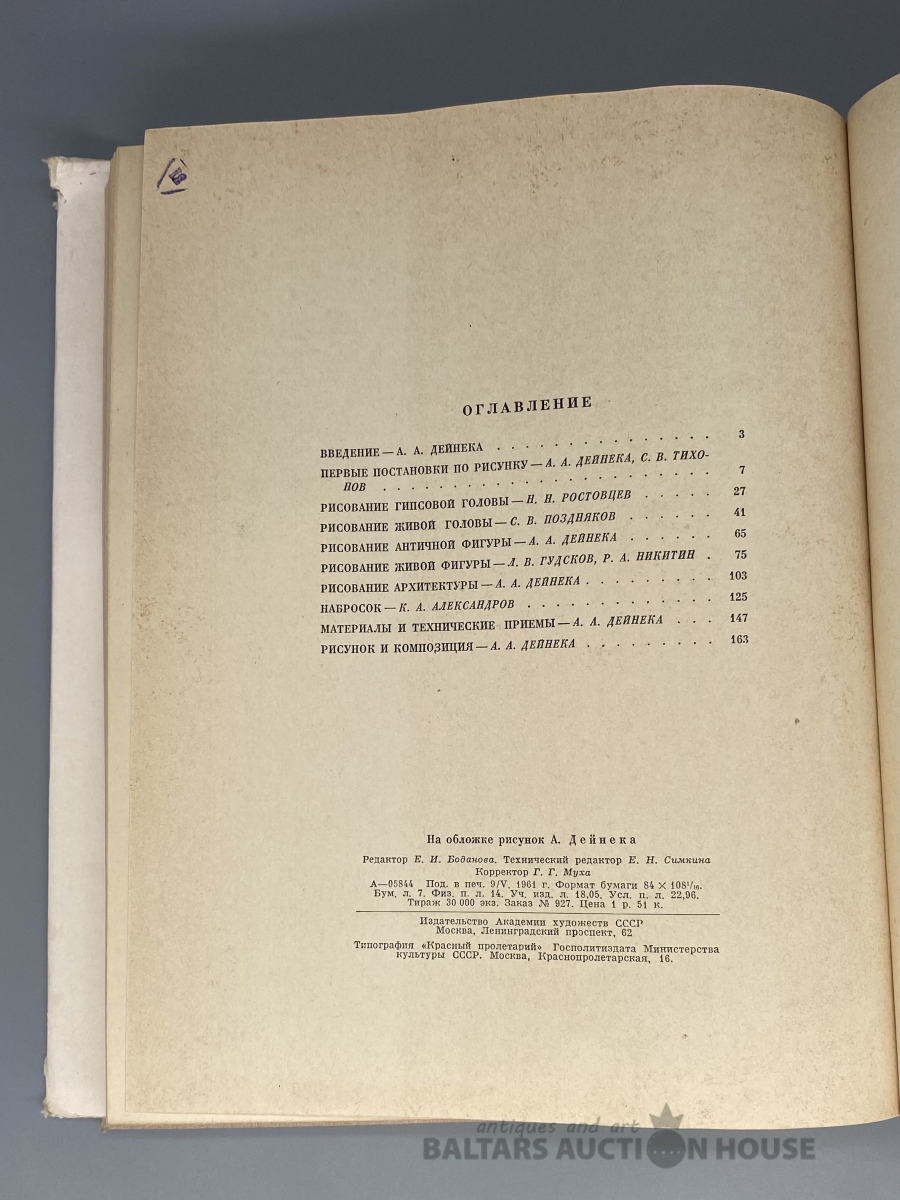 ОГЛАВЛЕНИЕ
ВВЕДЕНИЕ — А. А. ДЕЙНЕКА . . . . . . . . . . . . . . . . 3
ПЕРВЫЕ ПОСТАНОВКИ ПО РИСУНКУ — А. А. ДЕЙНЕКА, С. В. ТИХО-
НОВ . . . . . . . . . . . . . . . . . . . . . . . . 7
РИСОВАНИЕ ГИПСОВОЙ ГОЛОВЫ — Н. Н. РОСТОВЦЕВ . . . . . 27
РИСОВАНИЕ ЖИВОЙ ГОЛОВЫ — С. В. ПОЗДНЯКОВ . . . . . . 41
РИСОВАНИЕ АНТИЧНОЙ ФИГУРЫ — А. А. ДЕЙНЕКА . . . . . . 65
РИСОВАНИЕ ЖИВОЙ ФИГУРЫ — Л. В. ГУДСКОВ, Р. А. НИКИТИН . 75
РИСОВАНИЕ АРХИТЕКТУРЫ — А. А. ДЕЙНЕКА . . . . . . . . . 103
НАБРОСОК — К. А. АЛЕКСАНДРОВ . . . . . . . . . . . . . 125
МАТЕРИАЛЫ И ТЕХНИЧЕСКИЕ ПРИЕМЫ — А. А. ДЕЙНЕКА . . . 147
РИСУНОК И КОМПОЗИЦИЯ — А. А. ДЕЙНЕКА . . . . . . . . . 163
На обложке рисунок А. Дейнека
Редактор Е. И. Боданова. Технический редактор Е. Н. Симкина
Корректор Г. Г. Муха
А—05844 Под. в печ. 9/V. 1961 г. Формат бумаги 84 × 108¹/₁₆.
Бум. л. 7. Физ. п. л. 14. Уч. изд. л. 18,05. Усл. п. л. 22,96.
Тираж 30 000 экз. Заказ № 927. Цена 1 р. 51 к.
Издательство Академии художеств СССР
Москва, Ленинградский проспект, 62
Типография «Красный пролетарий» Госполитиздата Министерства
культуры СССР. Москва, Краснопролетарская, 16.
antiques and art
BALTARS AUCTION HOUSE